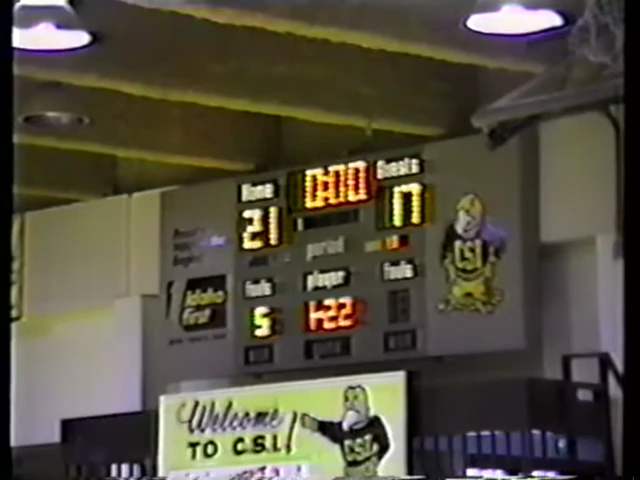 Home
0:00
Guests
21
17
period
fouls
player
fouls
5
1-22
Idaho
first
CSI
Welcome
TO C.S.I.!
CSI